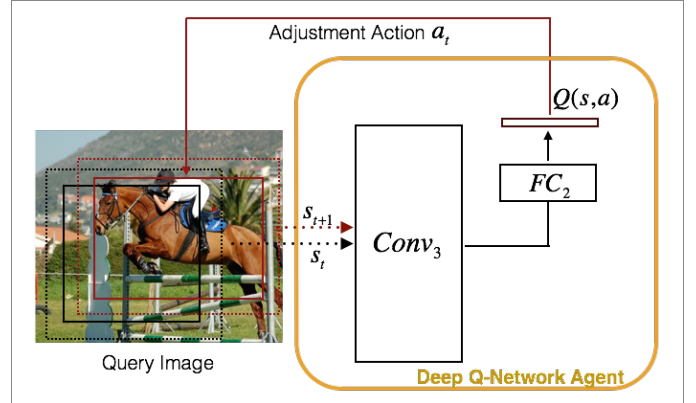 Adjustment Action a_t
Q(s,a)
FC_2
s_{t+1}
s_t
Conv_3
Query Image
Deep Q-Network Agent